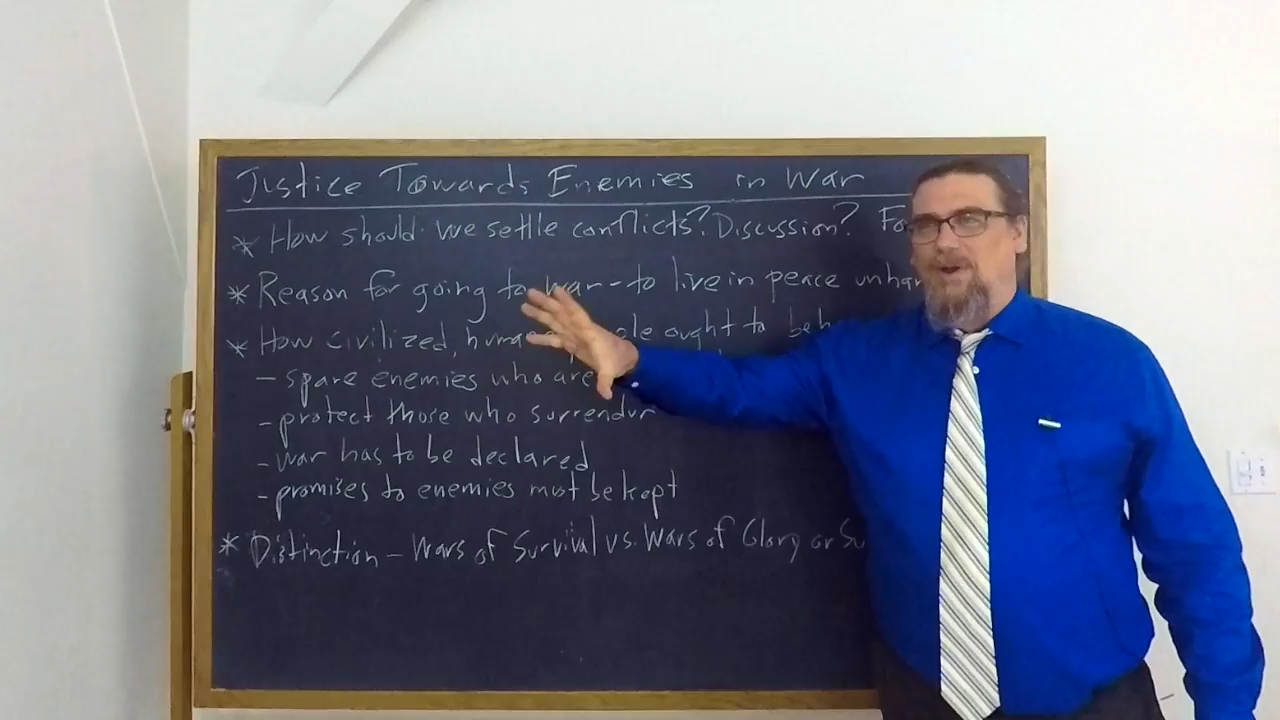 Justice Towards Enemies in War
* How should we settle conflicts? Discussion? Fo
* Reason for going to war - to live in peace unhar
* How civilized, huma ought to beh
- spare enemies who are
- protect those who surrender
- war has to be declared
- promises to enemies must be kept
* Distinction - Wars of Survival vs. Wars of Glory or Su